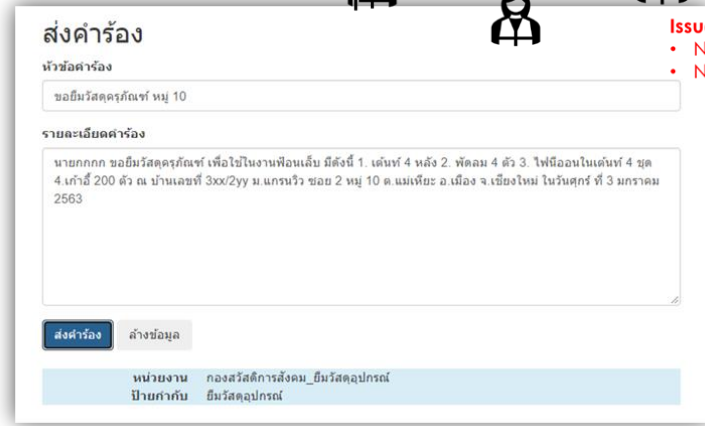 ส่งคำร้อง
หัวข้อคำร้อง
ขอยืมวัสดุครุภัณฑ์ หมู่ 10
รายละเอียดคำร้อง
นายกกกก ขอยืมวัสดุครุภัณฑ์ เพื่อใช้ในงานฟ้อนเล็บ มีดังนี้ 1. เต้นท์ 4 หลัง 2. พัดลม 4 ตัว 3. ไฟนีออนในเต้นท์ 4 ชุด
4.เก้าอี้ 200 ตัว ณ บ้านเลขที่ 3xx/2yy ม.แกรนวิว ซอย 2 หมู่ 10 ต.แม่เหียะ อ.เมือง จ.เชียงใหม่ ในวันศุกร์ ที่ 3 มกราคม
2563
ส่งคำร้อง ล้างข้อมูล
หน่วยงาน กองสวัสดิการสังคม_ยืมวัสดุอุปกรณ์
ป้ายกำกับ ยืมวัสดุอุปกรณ์